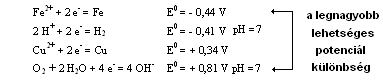 Fe²⁺ + 2 e⁻ = Fe E⁰ = - 0,44 V
2 H⁺ + 2 e⁻ = H₂ E⁰ = - 0,41 V pH = 7
Cu²⁺ + 2 e⁻ = Cu E⁰ = + 0,34 V
O₂ + 2 H₂O + 4 e⁻ = 4 OH⁻ E⁰ = + 0,81 V pH = 7
a legnagyobb
lehetséges
potenciál
különbség